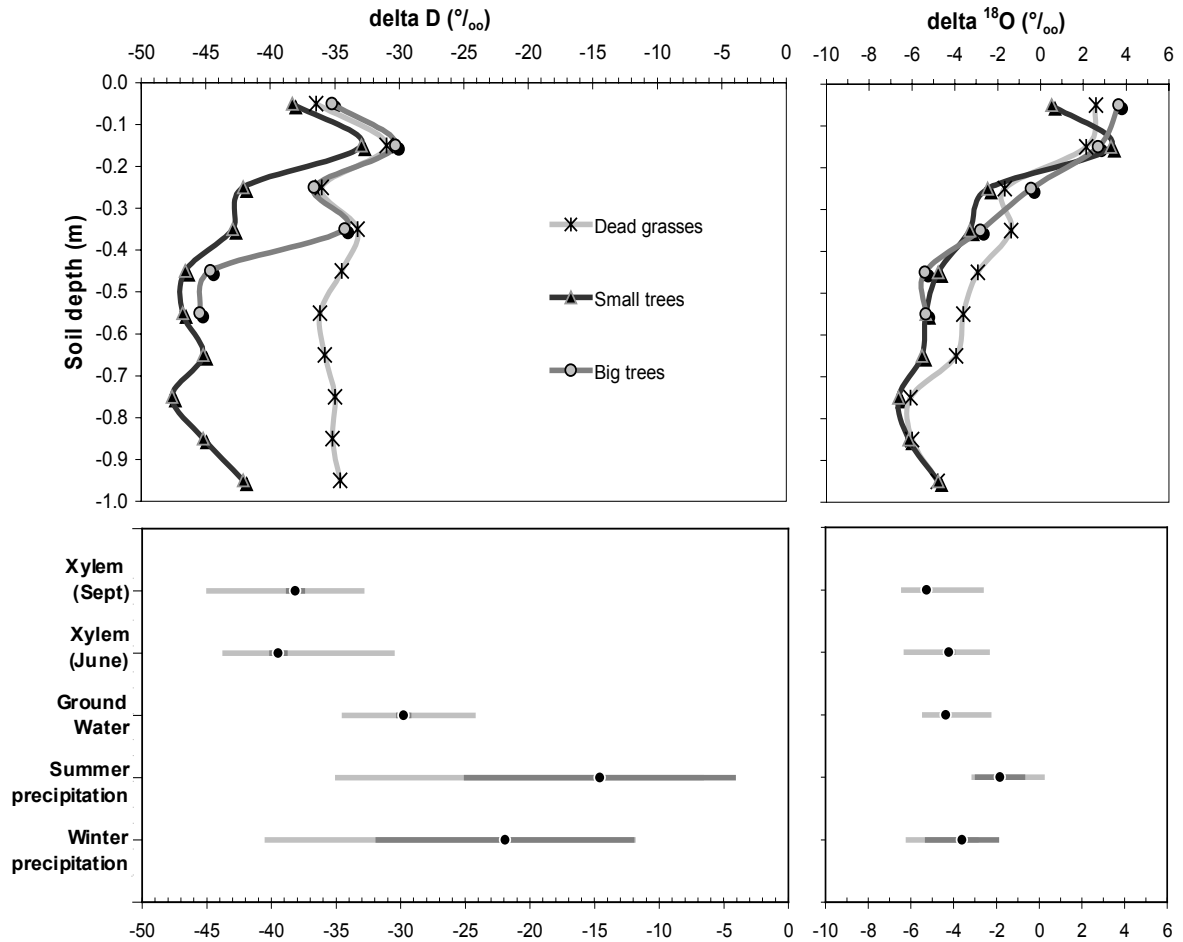 delta D (°/oo)
-50 -45 -40 -35 -30 -25 -20 -15 -10 -5 0
delta 18O (°/oo)
-10 -8 -6 -4 -2 0 2 4 6
Soil depth (m)
0.0
-0.1
-0.2
-0.3
-0.4
-0.5
-0.6
-0.7
-0.8
-0.9
-1.0
Dead grasses
Small trees
Big trees
Xylem
(Sept)
Xylem
(June)
Ground
Water
Summer
precipitation
Winter
precipitation
-50 -45 -40 -35 -30 -25 -20 -15 -10 -5 0
-10 -8 -6 -4 -2 0 2 4 6